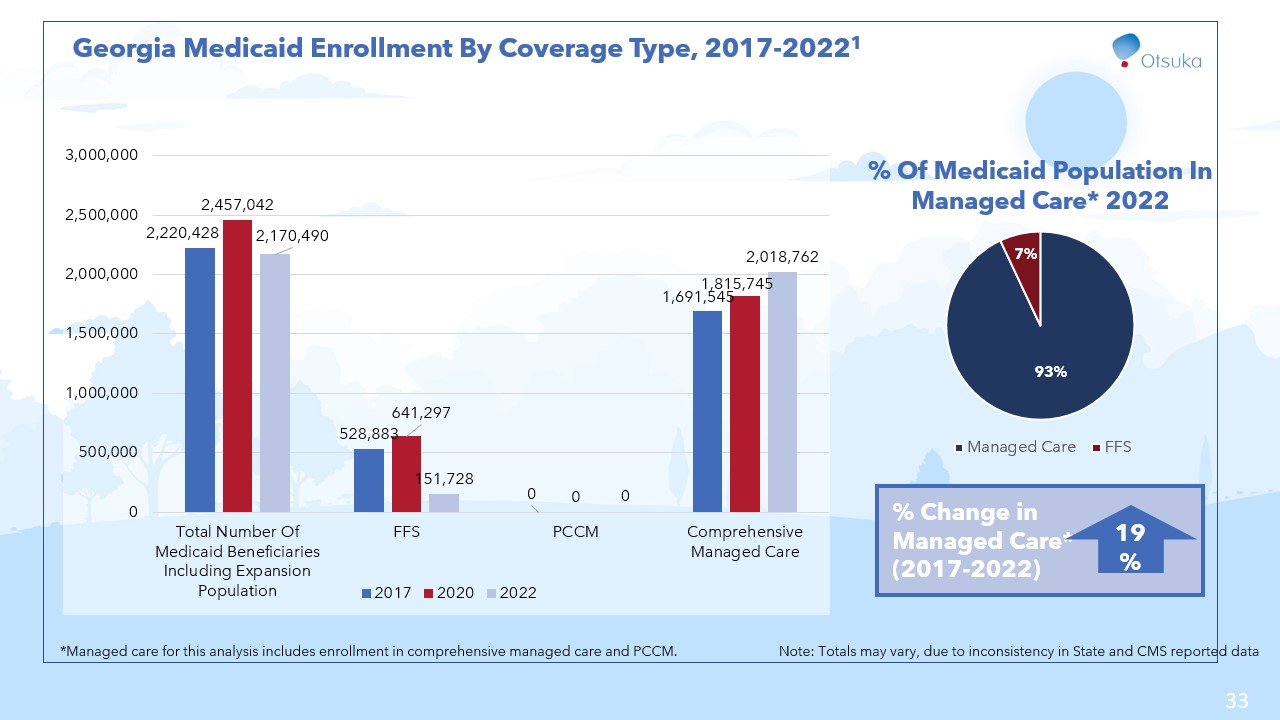 Georgia Medicaid Enrollment By Coverage Type, 2017-2022¹
Otsuka
3,000,000
2,500,000
2,000,000
1,500,000
1,000,000
500,000
0
2,220,428
2,457,042
2,170,490
528,883
641,297
151,728
0
0
0
1,691,545
1,815,745
2,018,762
Total Number Of
Medicaid Beneficiaries
Including Expansion
Population
FFS
PCCM
Comprehensive
Managed Care
2017
2020
2022
% Of Medicaid Population In
Managed Care* 2022
7%
93%
Managed Care
FFS
% Change in
Managed Care*
(2017-2022)
19
%
*Managed care for this analysis includes enrollment in comprehensive managed care and PCCM.
Note: Totals may vary, due to inconsistency in State and CMS reported data
33